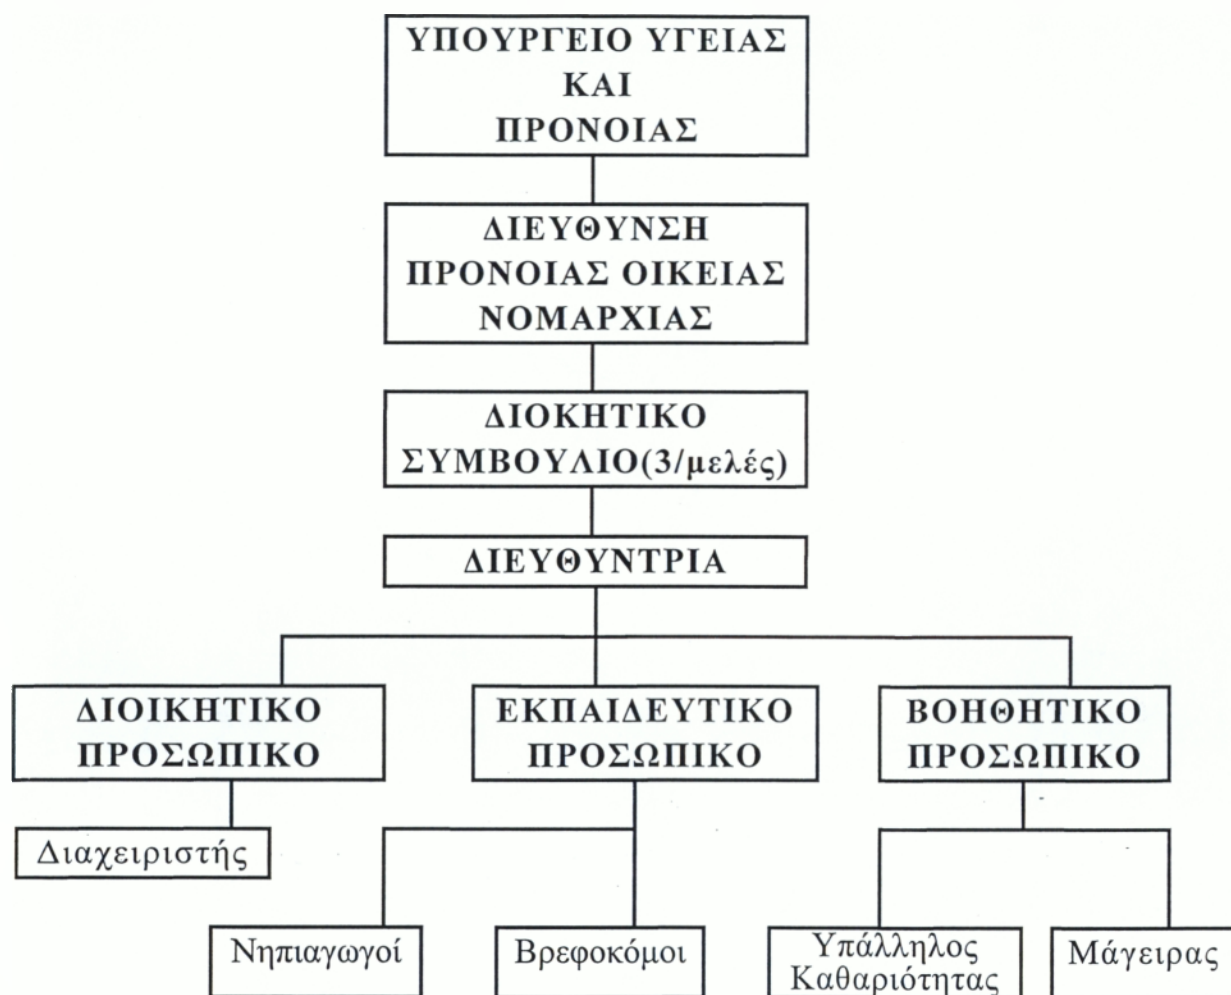 ΥΠΟΥΡΓΕΙΟ ΥΓΕΙΑΣ
ΚΑΙ
ΠΡΟΝΟΙΑΣ
ΔΙΕΥΘΥΝΣΗ
ΠΡΟΝΟΙΑΣ ΟΙΚΕΙΑΣ
ΝΟΜΑΡΧΙΑΣ
ΔΙΟΚΗΤΙΚΟ
ΣΥΜΒΟΥΛΙΟ(3/μελές)
ΔΙΕΥΘΥΝΤΡΙΑ
ΔΙΟΙΚΗΤΙΚΟ
ΠΡΟΣΩΠΙΚΟ
ΕΚΠΑΙΔΕΥΤΙΚΟ
ΠΡΟΣΩΠΙΚΟ
ΒΟΗΘΗΤΙΚΟ
ΠΡΟΣΩΠΙΚΟ
Διαχειριστής
Νηπιαγωγοί
Βρεφοκόμοι
Υπάλληλος
Καθαριότητας
Μάγειρας